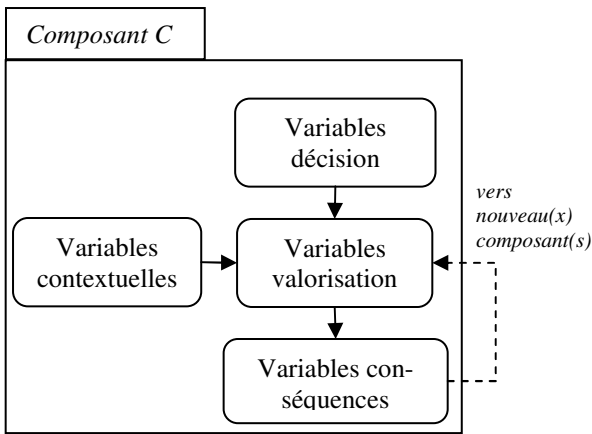 Composant C
Variables
décision
vers
nouveau(x)
composant(s)
Variables
contextuelles
Variables
valorisation
Variables con-
séquences